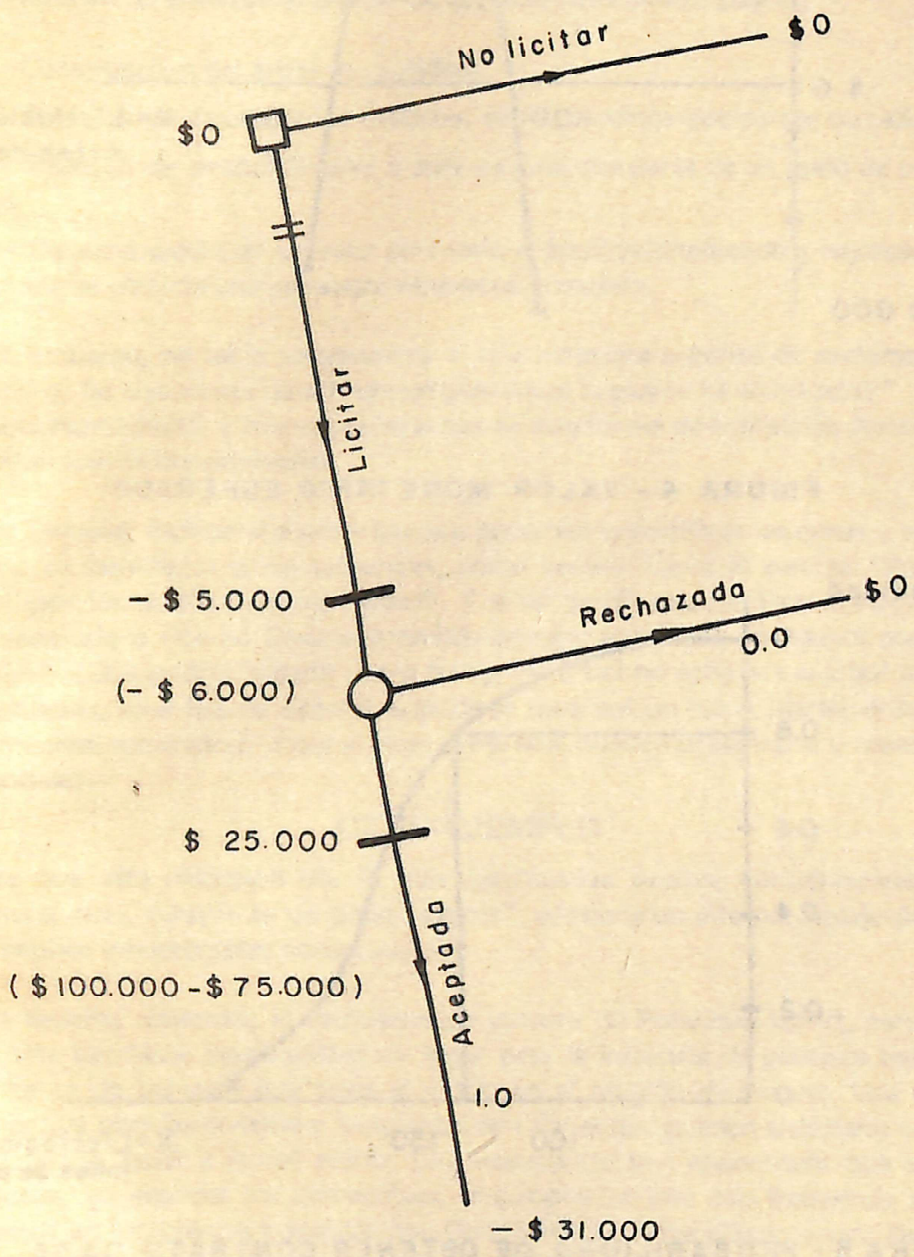 No licitar
$0
$0
Licitar
- $ 5.000
Rechazada
$0
0.0
(- $ 6.000)
$ 25.000
Aceptada
($100.000-$75.000)
1.0
- $ 31.000